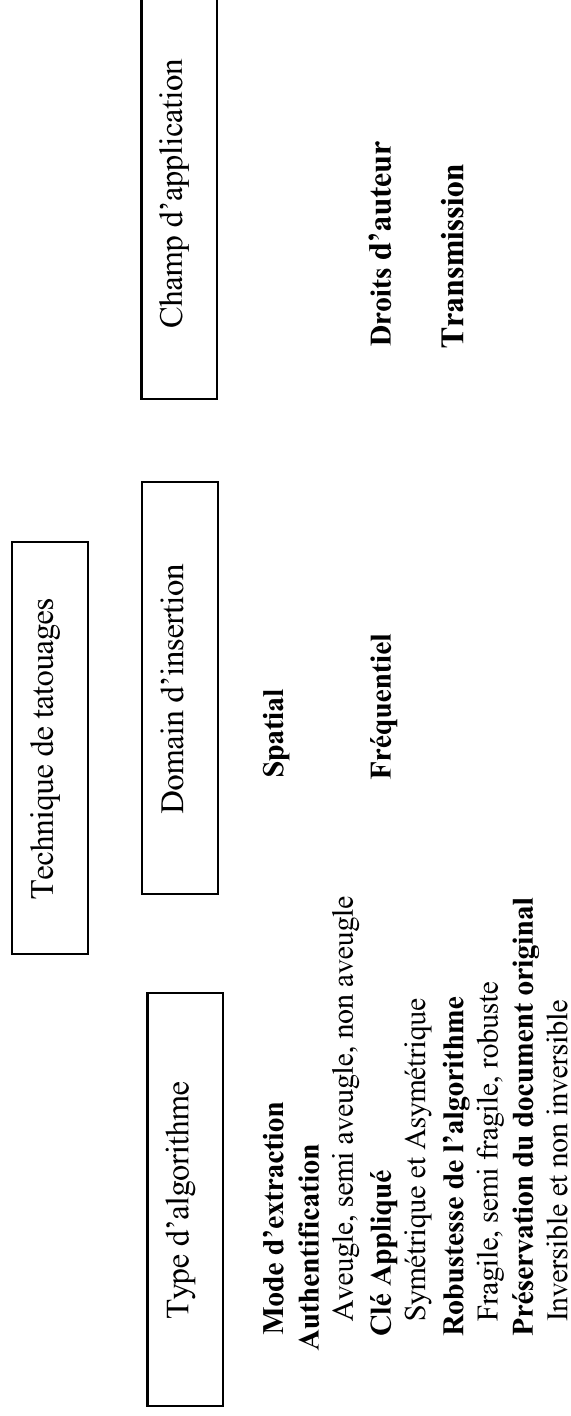 Technique de tatouages
Type d’algorithme
Mode d’extraction
Authentification
Aveugle, semi aveugle, non aveugle
Clé Appliqué
Symétrique et Asymétrique
Robustesse de l’algorithme
Fragile, semi fragile, robuste
Préservation du document original
Inversible et non inversible
Domain d’insertion
Spatial
Fréquentiel
Champ d’application
Droits d’auteur
Transmission